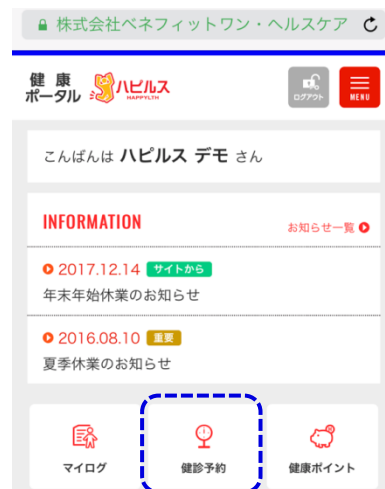 株式会社ベネフィットワン・ヘルスケア
健康
ポータル
ハピルス
HAPPYLTH
ログアウト
MENU
こんばんは ハピルス デモ さん
INFORMATION
お知らせ一覧
2017.12.14 サイトから
年末年始休業のお知らせ
2016.08.10 重要
夏季休業のお知らせ
マイログ 健診予約 健康ポイント